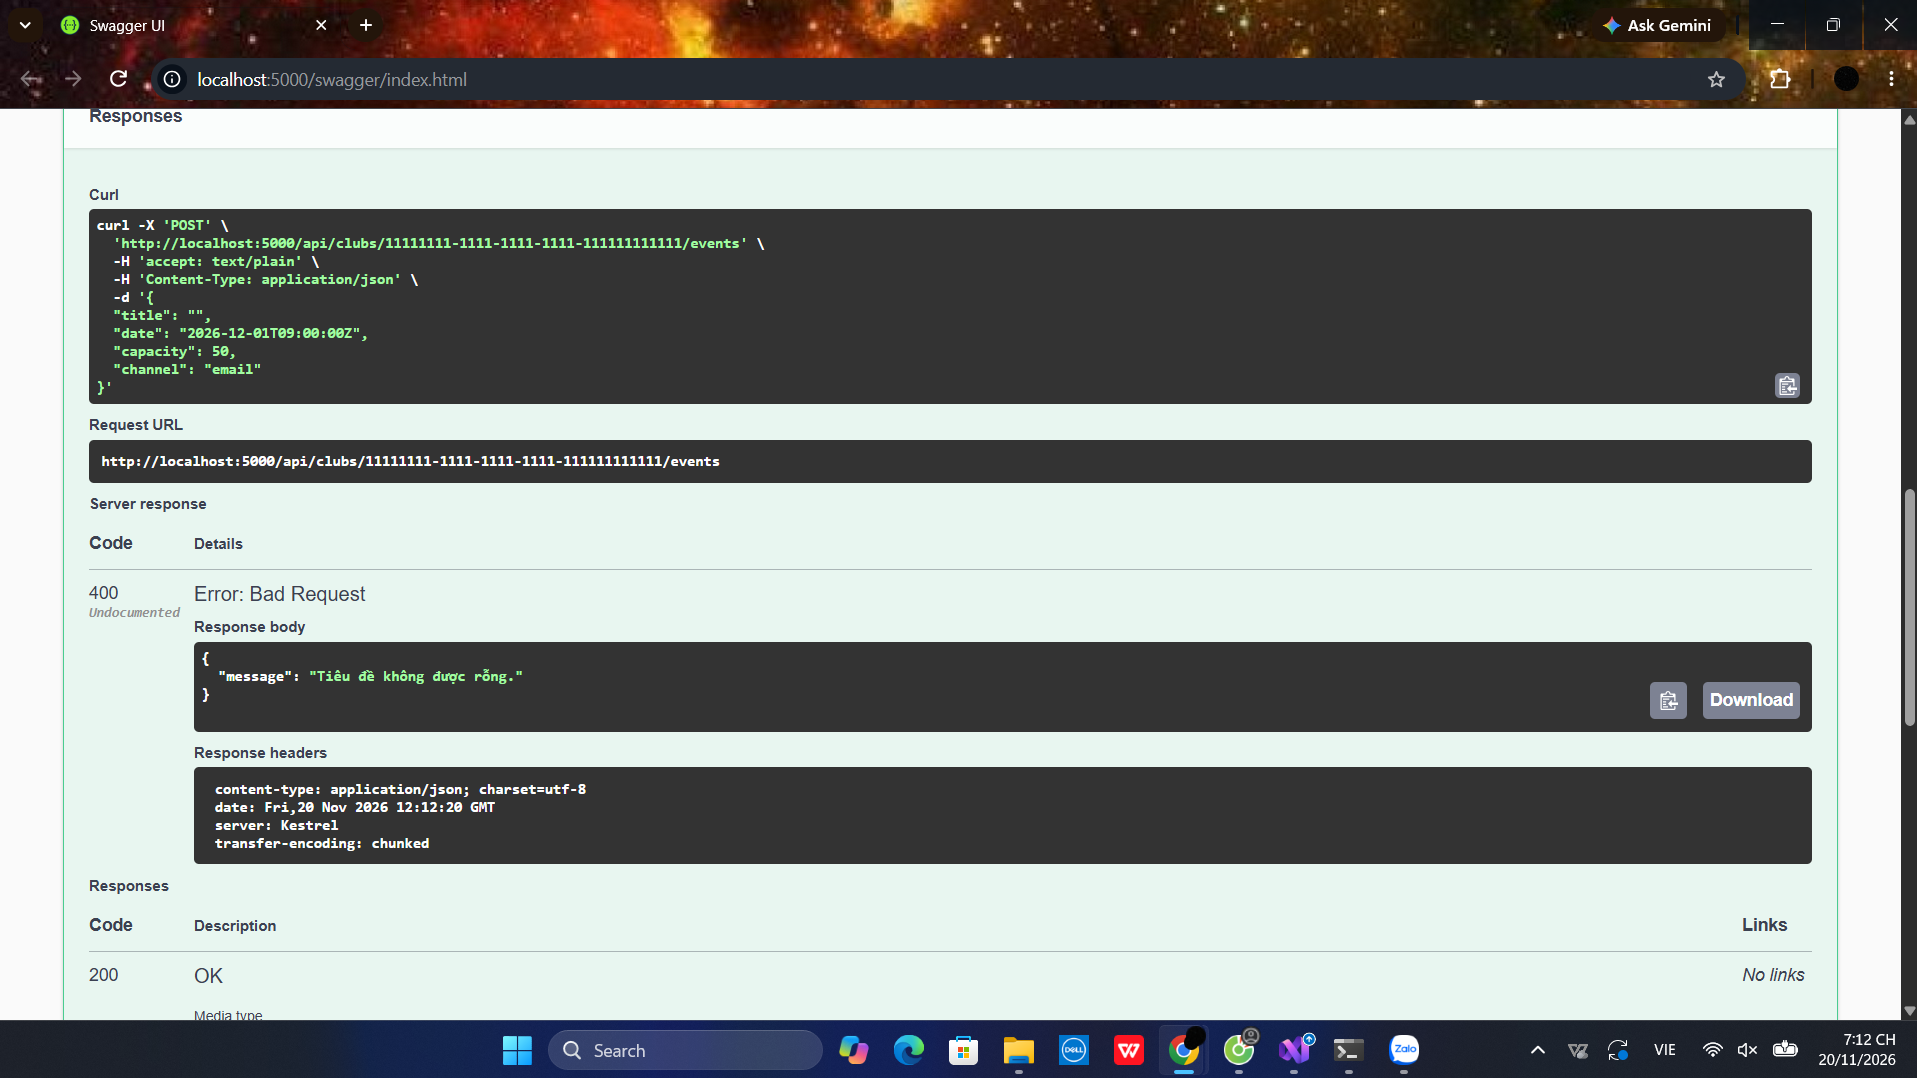 Swagger UI
Ask Gemini
localhost:5000/swagger/index.html
Responses
Curl
curl -X 'POST' \
'http://localhost:5000/api/clubs/11111111-1111-1111-1111-111111111111/events' \
-H 'accept: text/plain' \
-H 'Content-Type: application/json' \
-d '{
"title": "",
"date": "2026-12-01T09:00:00Z",
"capacity": 50,
"channel": "email"
}'
Request URL
http://localhost:5000/api/clubs/11111111-1111-1111-1111-111111111111/events
Server response
Code Details
400 Error: Bad Request
Undocumented
Response body
{
"message": "Tiêu đề không được rỗng."
}
Download
Response headers
content-type: application/json; charset=utf-8
date: Fri,20 Nov 2026 12:12:20 GMT
server: Kestrel
transfer-encoding: chunked
Responses
Code Description Links
200 OK No links
Media type
Search
DELL
Zalo
VIE
7:12 CH
20/11/2026